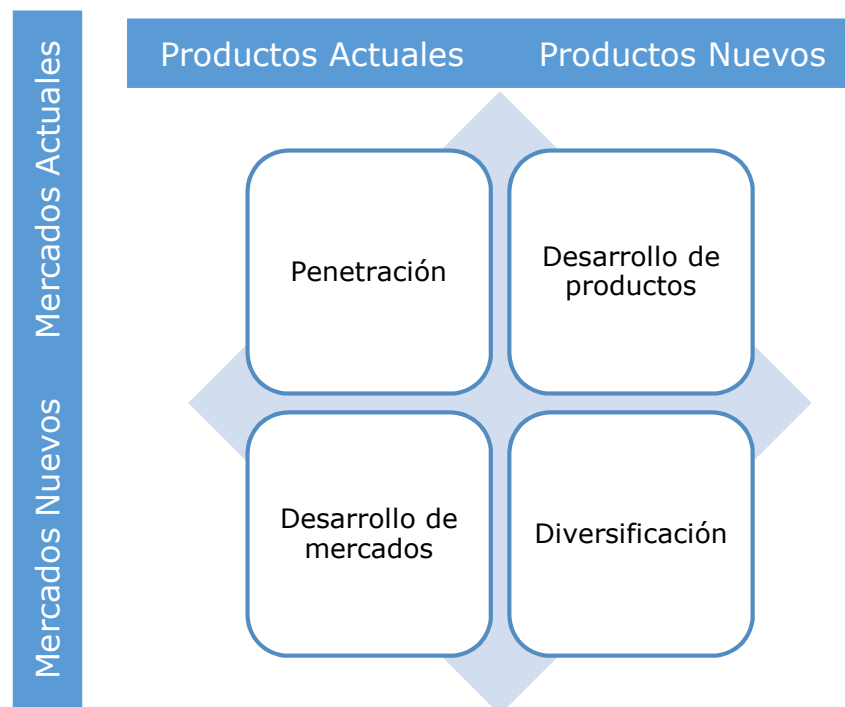 Productos Actuales
Productos Nuevos
Mercados Actuales
Penetración
Desarrollo de
productos
Mercados Nuevos
Desarrollo de
mercados
Diversificación